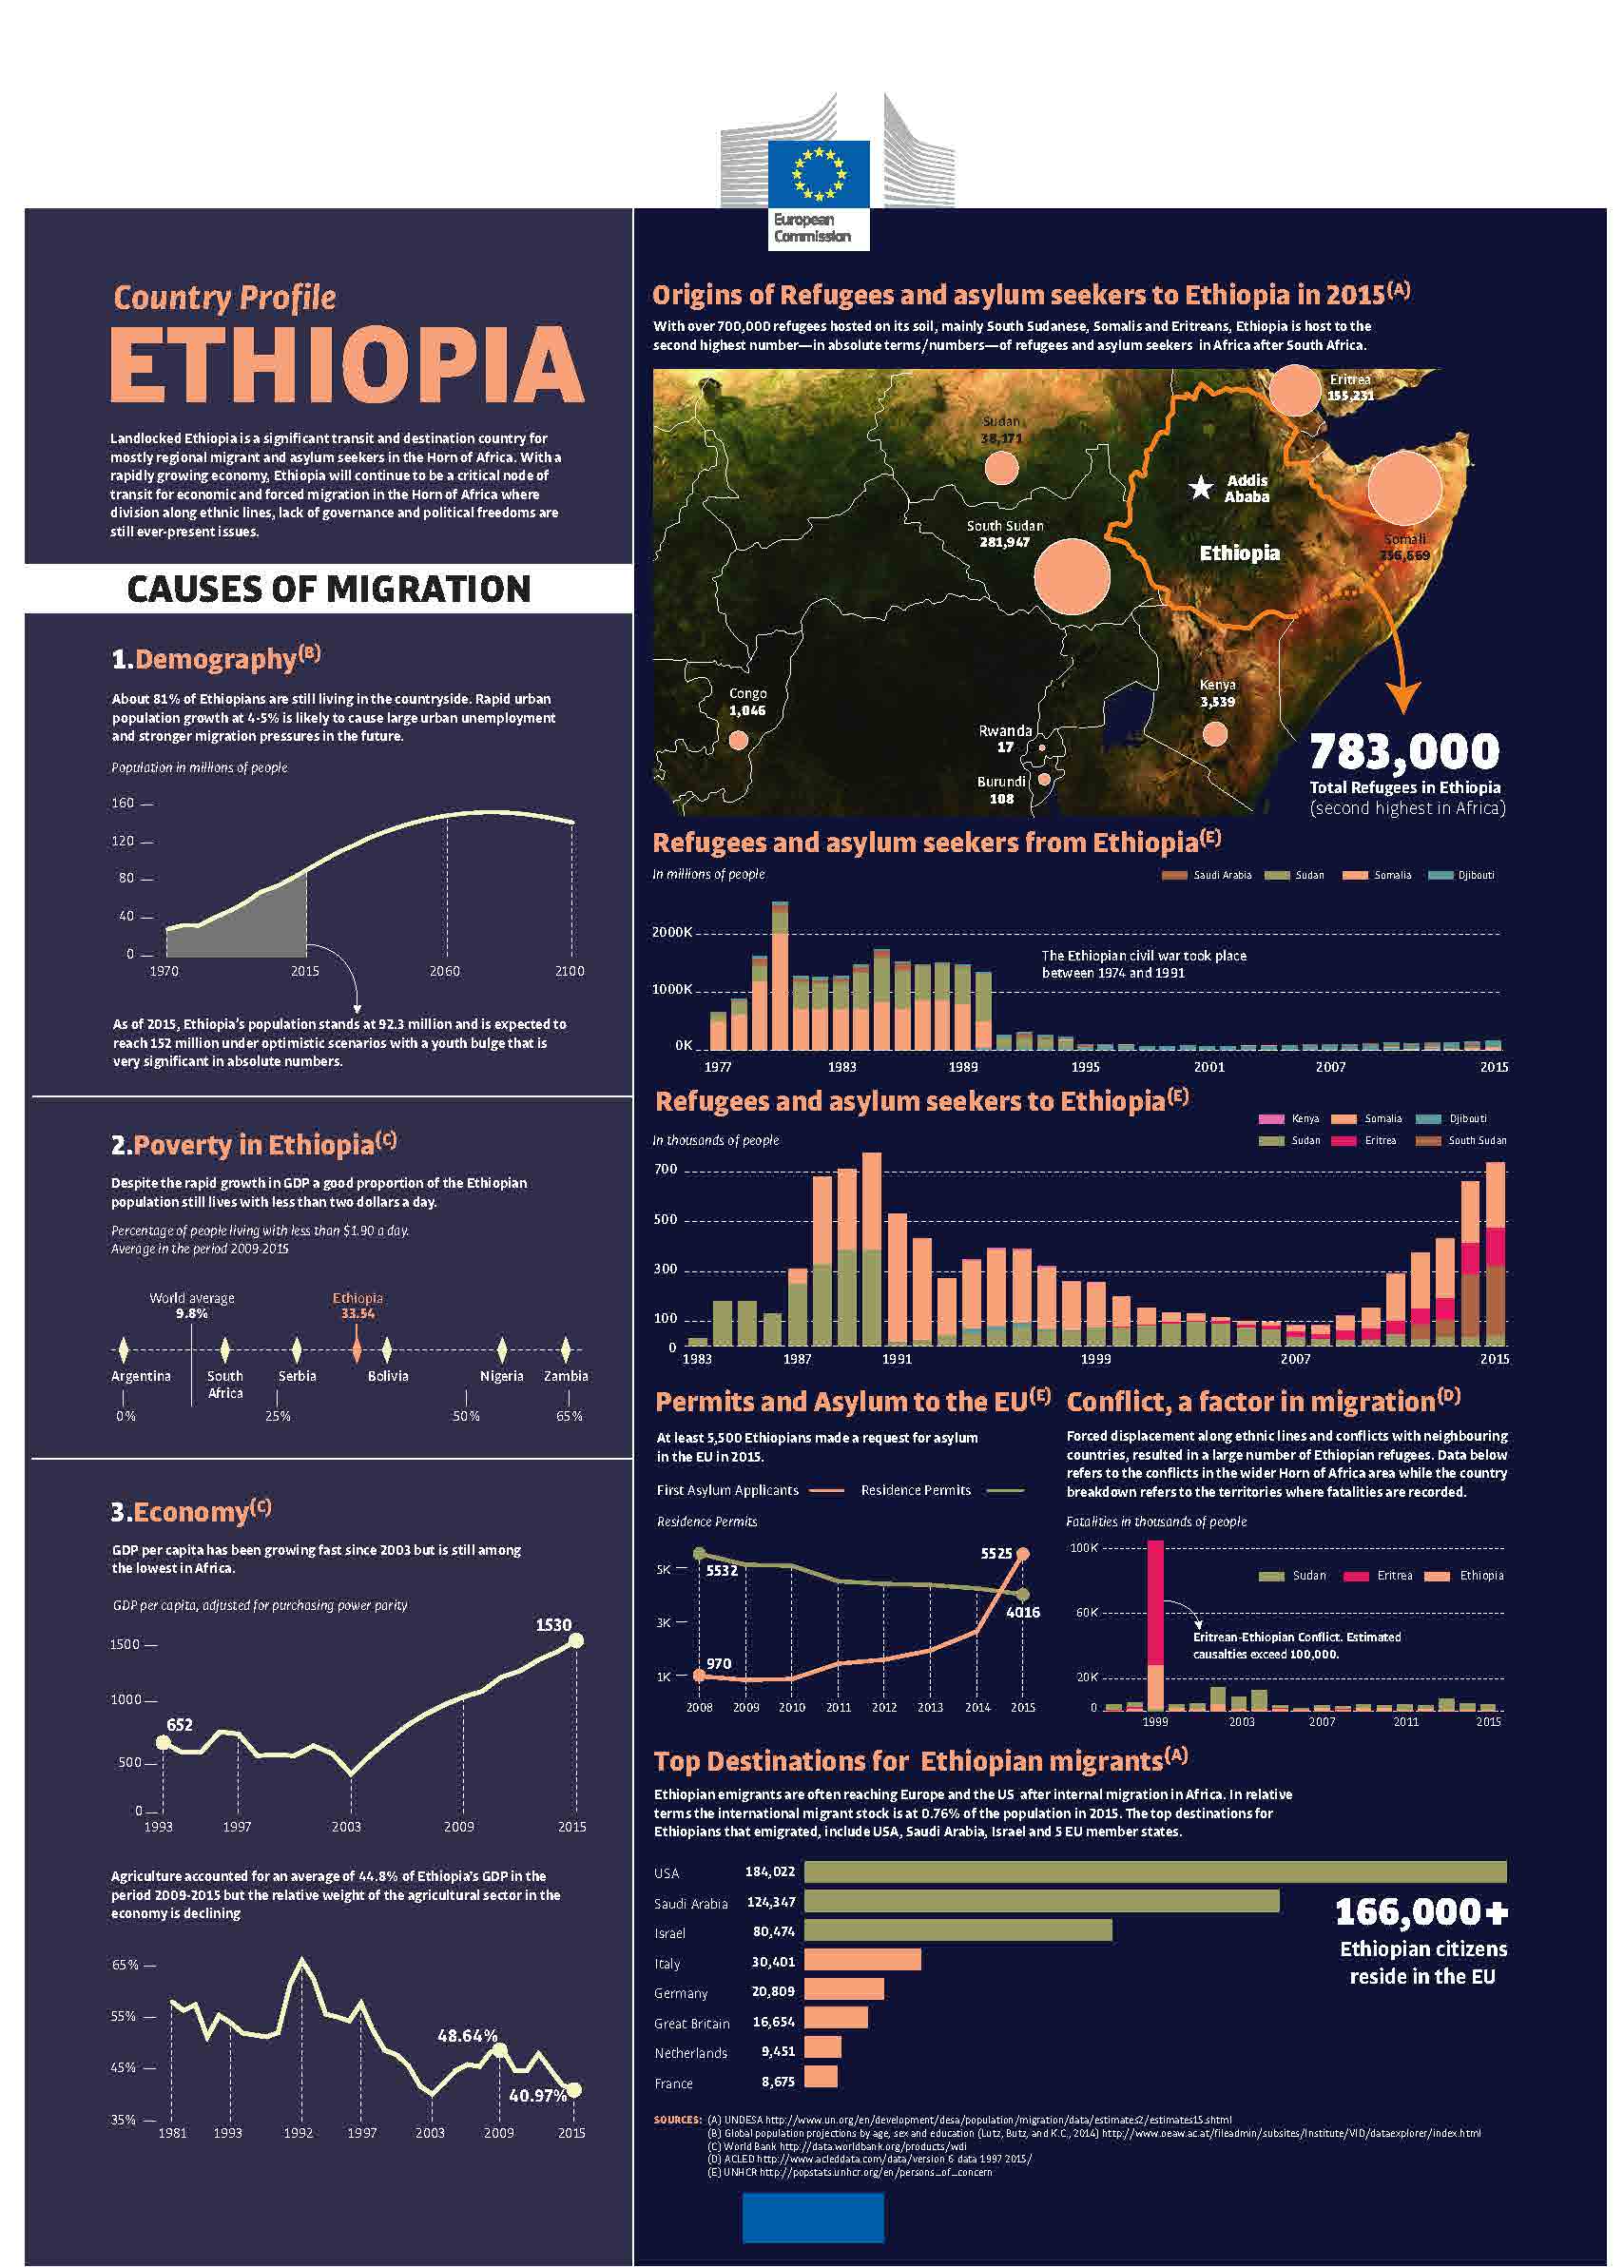 European
Commission
Country Profile
ETHIOPIA
Landlocked Ethiopia is a significant transit and destination country for
mostly regional migrant and asylum seekers in the Horn of Africa. With a
rapidly growing economy, Ethiopia will continue to be a critical node of
transit for economic and forced migration in the Horn of Africa where
division along ethnic lines, lack of governance and political freedoms are
still ever-present issues.
CAUSES OF MIGRATION
1.Demography(B)
About 81% of Ethiopians are still living in the countryside. Rapid urban
population growth at 4-5% is likely to cause large urban unemployment
and stronger migration pressures in the future.
Population in millions of people
160
120
80
40
0
1970 2015 2060 2100
As of 2015, Ethiopia's population stands at 92.3 million and is expected to
reach 152 million under optimistic scenarios with a youth bulge that is
very significant in absolute numbers.
2.Poverty in Ethiopia(C)
Despite the rapid growth in GDP a good proportion of the Ethiopian
population still lives with less than two dollars a day.
Percentage of people living with less than $1.90 a day.
Average in the period 2009-2015
World average
9.8%
Ethiopia
33.54
Argentina South Serbia Bolivia Nigeria Zambia
Africa
0% 25% 50% 65%
3.Economy(C)
GDP per capita has been growing fast since 2003 but is still among
the lowest in Africa.
GDP per capita, adjusted for purchasing power parity
1530
1500
1000
652
500
0
1993 1997 2003 2009 2015
Agriculture accounted for an average of 44.8% of Ethiopia's GDP in the
period 2009-2015 but the relative weight of the agricultural sector in the
economy is declining
65%
55%
48.64%
45%
40.97%
35%
1981 1993 1992 1997 2003 2009 2015
Origins of Refugees and asylum seekers to Ethiopia in 2015(A)
With over 700,000 refugees hosted on its soil, mainly South Sudanese, Somalis and Eritreans, Ethiopia is host to the
second highest number—in absolute terms/numbers—of refugees and asylum seekers in Africa after South Africa.
Eritrea
155,231
Sudan
38,171
Addis
Ababa
South Sudan
281,947
Ethiopia
Somali
Congo
1,046
Kenya
3,539
Rwanda
17
Burundi
108
783,000
Total Refugees in Ethiopia
(second highest in Africa)
Refugees and asylum seekers from Ethiopia(E)
In millions of people
Saudi Arabia Sudan Somalia Djibouti
2000K
The Ethiopian civil war took place
between 1974 and 1991
1000K
0K
1977 1983 1989 1995 2001 2007 2015
Refugees and asylum seekers to Ethiopia(E)
In thousands of people
Kenya Somalia Djibouti
Sudan Eritrea South Sudan
700
500
300
100
0
1983 1987 1991 1999 2007 2015
Permits and Asylum to the EU(E)
At least 5,500 Ethiopians made a request for asylum
in the EU in 2015.
First Asylum Applicants Residence Permits
Residence Permits
5525
5K
5532
4016
3K
970
1K
2008 2009 2010 2011 2012 2013 2014 2015
Conflict, a factor in migration(D)
Forced displacement along ethnic lines and conflicts with neighbouring
countries, resulted in a large number of Ethiopian refugees. Data below
refers to the conflicts in the wider Horn of Africa area while the country
breakdown refers to the territories where fatalities are recorded.
Fatalities in thousands of people
100K
Sudan Eritrea Ethiopia
60K
Eritrean-Ethiopian Conflict. Estimated
causalties exceed 100,000.
20K
0
1999 2003 2007 2011 2015
Top Destinations for Ethiopian migrants(A)
Ethiopian emigrants are often reaching Europe and the US after internal migration in Africa. In relative
terms the international migrant stock is at 0.76% of the population in 2015. The top destinations for
Ethiopians that emigrated, include USA, Saudi Arabia, Israel and 5 EU member states.
USA 184,022
Saudi Arabia 124,347
Israel 80,474
Italy 30,401
Germany 20,809
Great Britain 16,654
Netherlands 9,451
France 8,675
166,000+
Ethiopian citizens
reside in the EU
SOURCES: (A) UNDESA http://www.un.org/en/development/desa/population/migration/data/estimates2/estimates15.shtml
(B) Global population projections by age, sex and education (Lutz, Butz, and K.C., 2014) http://www.oeaw.ac.at/fileadmin/subsites/Institute/VID/dataexplorer/index.html
(C) World Bank http://data.worldbank.org/products/wdi
(D) ACLED http://www.acleddata.com/data/version 6 data 1997 2015/
(E) UNHCR http://popstats.unhcr.org/en/persons_of_concern